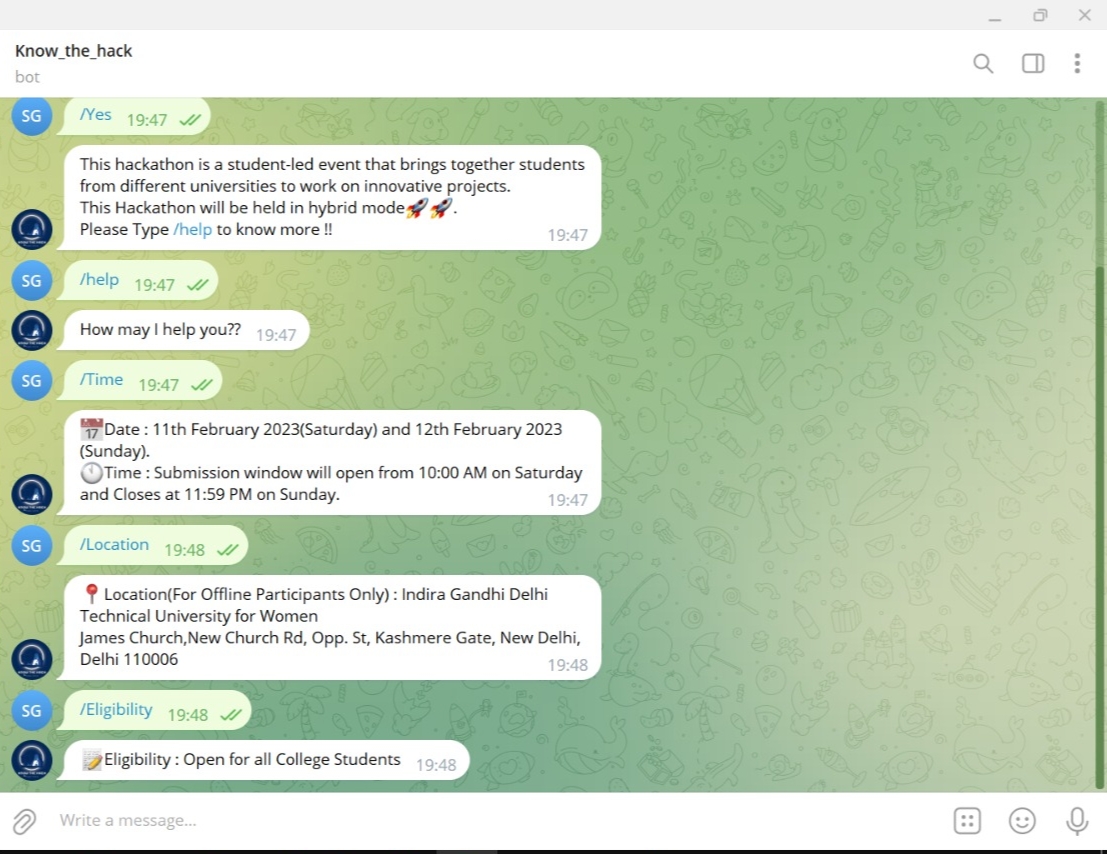 Know_the_hack
bot
SG
/Yes 19:47
This hackathon is a student-led event that brings together students
from different universities to work on innovative projects.
This Hackathon will be held in hybrid mode🚀🚀.
Please Type /help to know more !!
19:47
SG
/help 19:47
How may I help you?? 19:47
SG
/Time 19:47
📅Date : 11th February 2023(Saturday) and 12th February 2023
(Sunday).
🕚Time : Submission window will open from 10:00 AM on Saturday
and Closes at 11:59 PM on Sunday.
19:47
SG
/Location 19:48
📍Location(For Offline Participants Only) : Indira Gandhi Delhi
Technical University for Women
James Church,New Church Rd, Opp. St, Kashmere Gate, New Delhi,
Delhi 110006
19:48
SG
/Eligibility 19:48
📝Eligibility : Open for all College Students 19:48
Write a message...